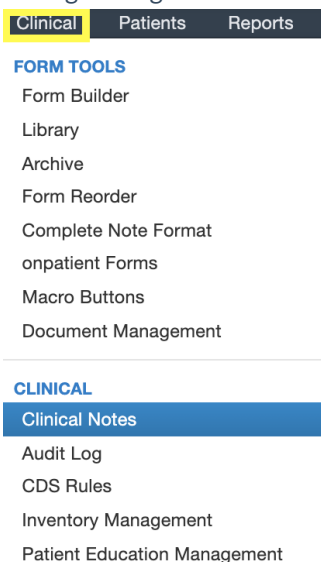 Clinical Patients Reports
FORM TOOLS
Form Builder
Library
Archive
Form Reorder
Complete Note Format
onpatient Forms
Macro Buttons
Document Management
CLINICAL
Clinical Notes
Audit Log
CDS Rules
Inventory Management
Patient Education Management